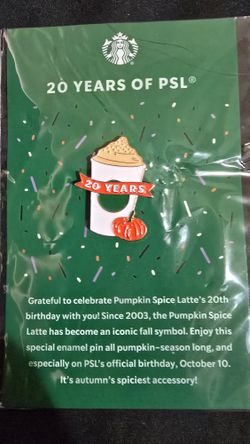 20 YEARS OF PSL®
20 YEARS
Grateful to celebrate Pumpkin Spice Latte's 20th
birthday with you! Since 2003, the Pumpkin Spice
Latte has become an iconic fall symbol. Enjoy this
special enamel pin all pumpkin-season long, and
especially on PSL's official birthday, October 10.
It's autumn's spiciest accessory!